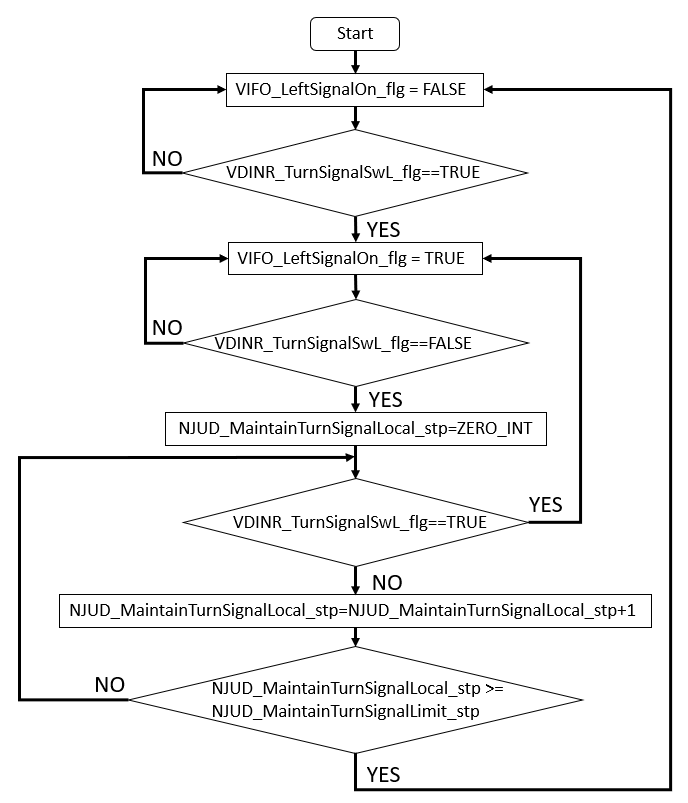 Start
VIFO_LeftSignalOn_flg = FALSE
NO
VDINR_TurnSignalSwL_flg==TRUE
YES
VIFO_LeftSignalOn_flg = TRUE
NO
VDINR_TurnSignalSwL_flg==FALSE
YES
NJUD_MaintainTurnSignalLocal_stp=ZERO_INT
YES
VDINR_TurnSignalSwL_flg==TRUE
NO
NJUD_MaintainTurnSignalLocal_stp=NJUD_MaintainTurnSignalLocal_stp+1
NO
NJUD_MaintainTurnSignalLocal_stp >=
NJUD_MaintainTurnSignalLimit_stp
YES